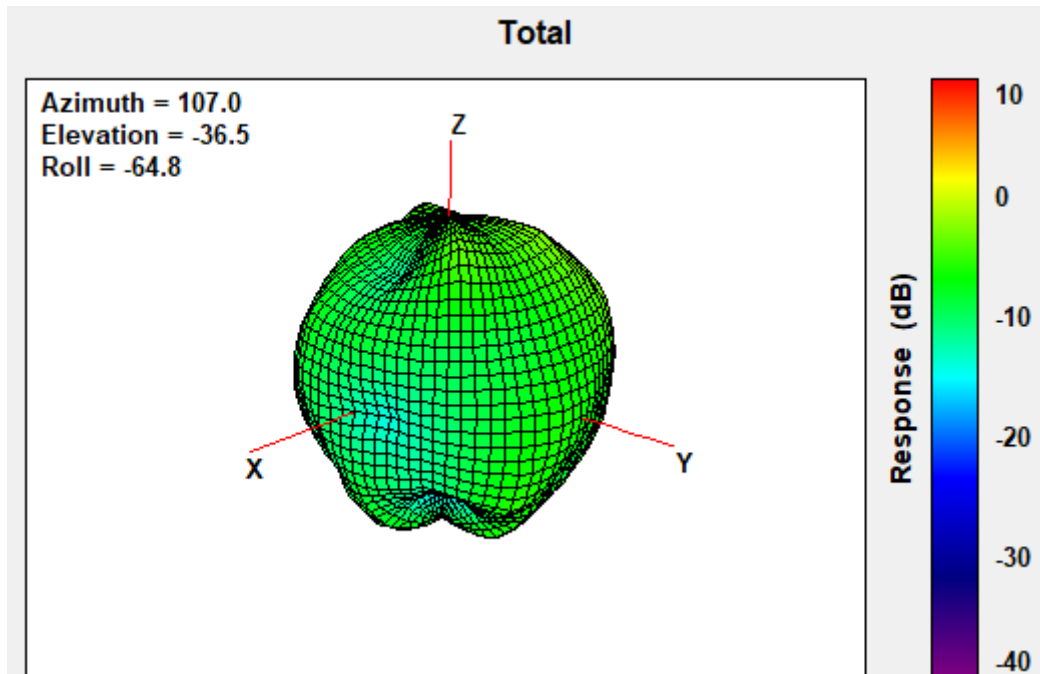 Total
Azimuth = 107.0
Elevation = -36.5
Roll = -64.8
Z
X
Y
10
0
-10
-20
-30
-40
Response (dB)